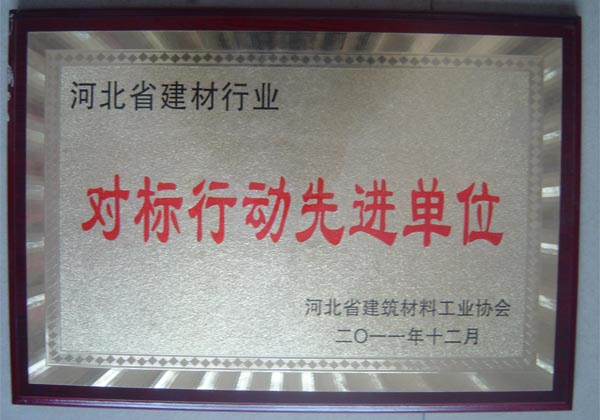 河北省建材行业
对标行动先进单位
河北省建筑材料工业协会
二〇一一年十二月